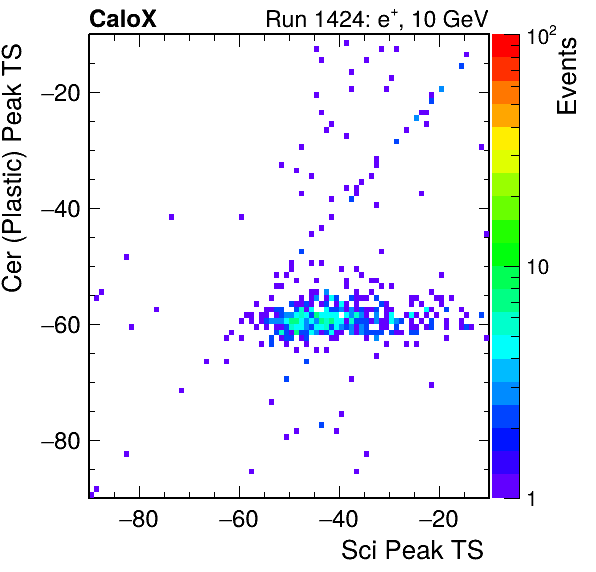 CaloX
Run 1424: e+, 10 GeV
Cer (Plastic) Peak TS
−20
−40
−60
−80
−80
−60
−40
−20
Sci Peak TS
10²
10
1
Events